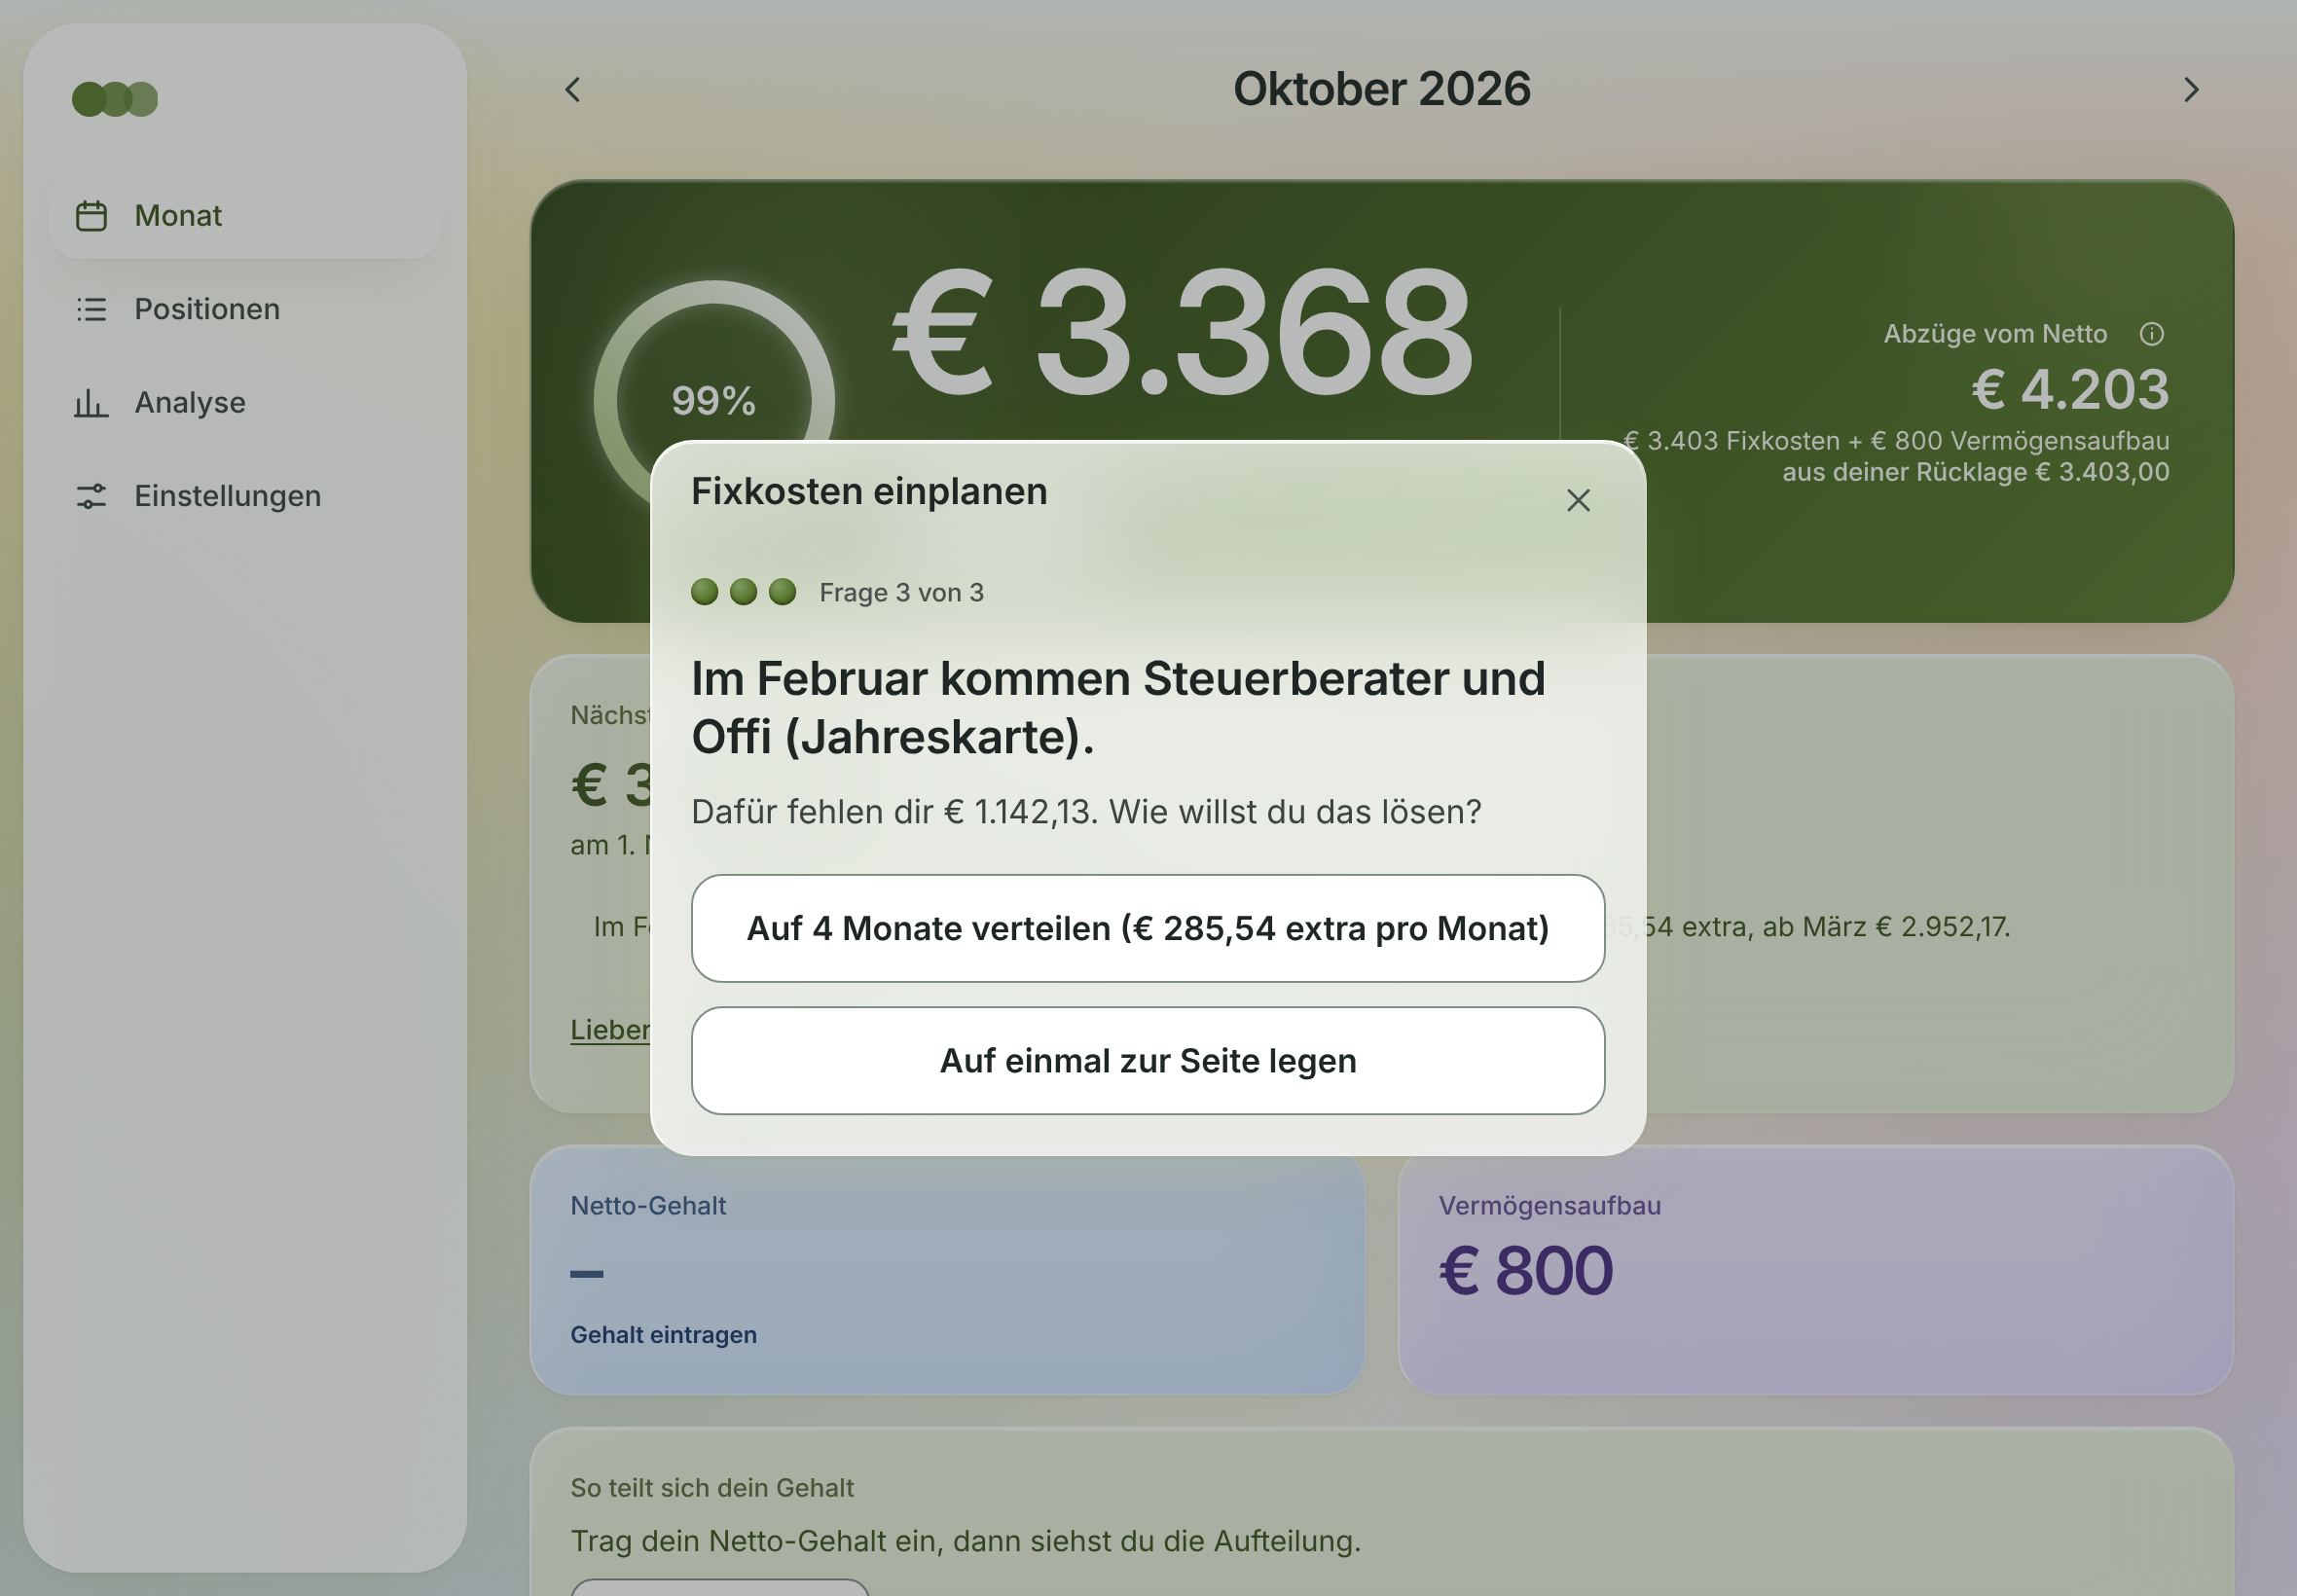 Oktober 2026
Monat
Positionen
Analyse
Einstellungen
99%
€ 3.368
Abzüge vom Netto
€ 4.203
€ 3.403 Fixkosten + € 800 Vermögensaufbau
aus deiner Rücklage € 3.403,00
Fixkosten einplanen
Frage 3 von 3
Im Februar kommen Steuerberater und
Offi (Jahreskarte).
Dafür fehlen dir € 1.142,13. Wie willst du das lösen?
Auf 4 Monate verteilen (€ 285,54 extra pro Monat)
Auf einmal zur Seite legen
€ 3
am 1.
Im
extra, ab März € 2.952,17.
Netto-Gehalt
–
Gehalt eintragen
Vermögensaufbau
€ 800
So teilt sich dein Gehalt
Trag dein Netto-Gehalt ein, dann siehst du die Aufteilung.